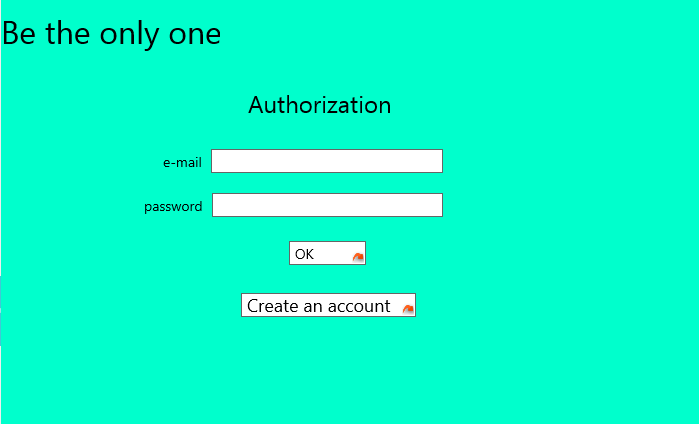 Be the only one
Authorization
e-mail
password
OK
Create an account